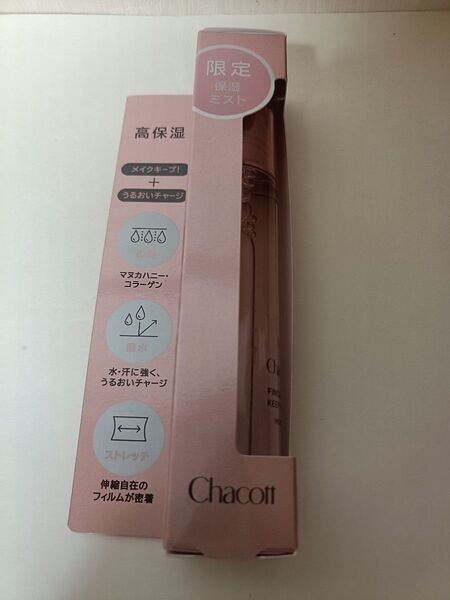 限定
保湿
ミスト
高保湿
メイクキープ!
+
うるおいチャージ
マヌカハニー・
コラーゲン
撥水
水・汗に強く、
うるおいチャージ
ストレッチ
伸縮自在の
フィルムが密着
Chacott